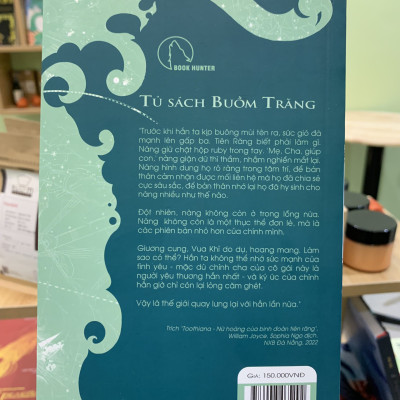 BOOK HUNTER
TỦ SÁCH BUỒM TRĂNG
"Trước khi hắn ta kịp buông mũi tên ra, sức gió đã
mạnh lên gấp ba. Tiên Răng biết phải làm gì.
Nàng giữ chặt hộp ruby trong tay. 'Mẹ, Cha, giúp
con,' nàng giận dữ thì thầm, nhắm nghiền mắt lại.
Nàng hình dung họ rõ ràng trong tâm trí, để bản
thân cảm nhận được mối liên hệ mà họ đã chia sẻ
cực sâu sắc, để bản thân nhớ lại họ đã hy sinh cho
nàng nhiều như thế nào.
Đột nhiên, nàng không còn ở trong lồng nữa.
Nàng không còn là một thực thể đơn lẻ, mà là
các phiên bản nhỏ hơn của chính mình.
Giương cung, Vua Khỉ do dự, hoang mang. Làm
sao có thể? Hắn ta không thể nhớ sức mạnh của
tình yêu - mặc dù chính cha của cô gái này là
người yêu thương hắn nhất - và ký ức của chính
hắn giờ chỉ còn lại lòng căm ghét.
Vậy là thế giới quay lưng lại với hắn lần nữa."
Trích "Toothiana - Nữ hoàng của binh đoàn tiên răng",
William Joyce, Sophia Ngo dịch,
NXB Đà Nẵng, 2022
GIÁ: 150.000VNĐ